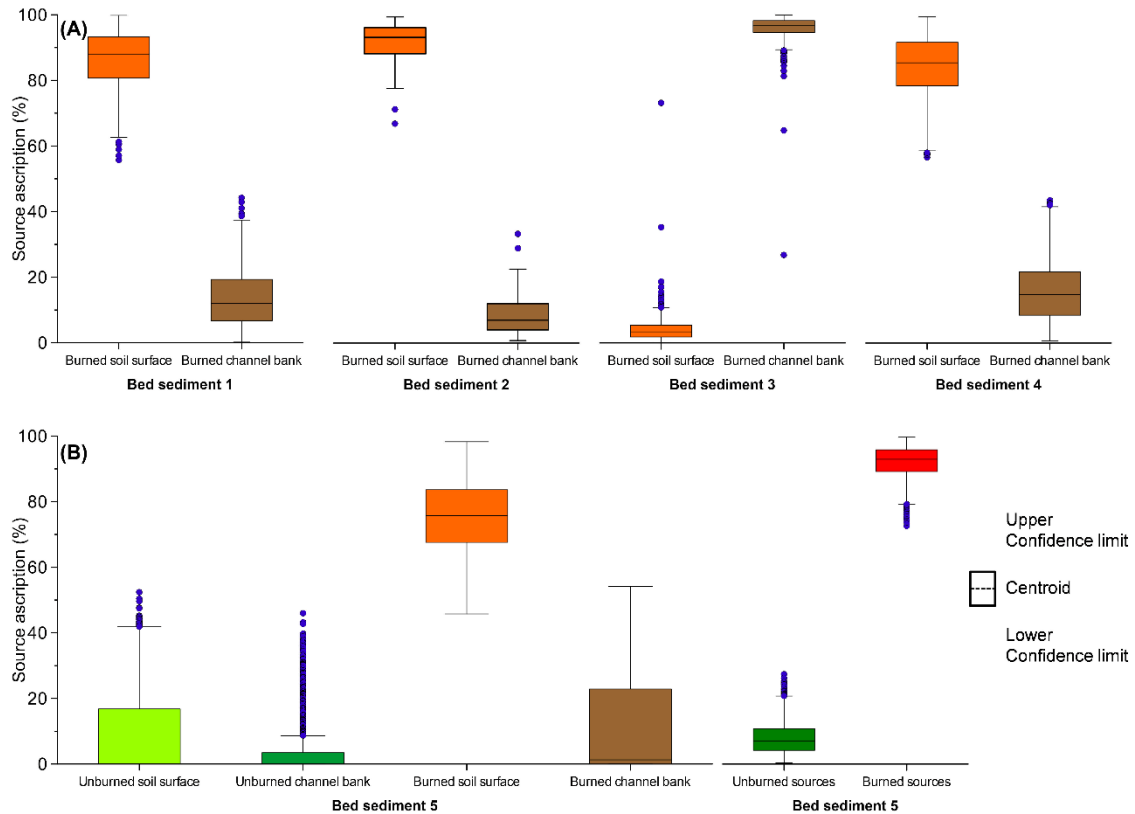 (A)
Source ascription (%)
100
80
60
40
20
0
Burned soil surface Burned channel bank Burned soil surface Burned channel bank Burned soil surface Burned channel bank Burned soil surface Burned channel bank
Bed sediment 1 Bed sediment 2 Bed sediment 3 Bed sediment 4
(B)
Source ascription (%)
100
80
60
40
20
0
Unburned soil surface Unburned channel bank Burned soil surface Burned channel bank Unburned sources Burned sources
Bed sediment 5 Bed sediment 5
Upper
Confidence limit
Centroid
Lower
Confidence limit